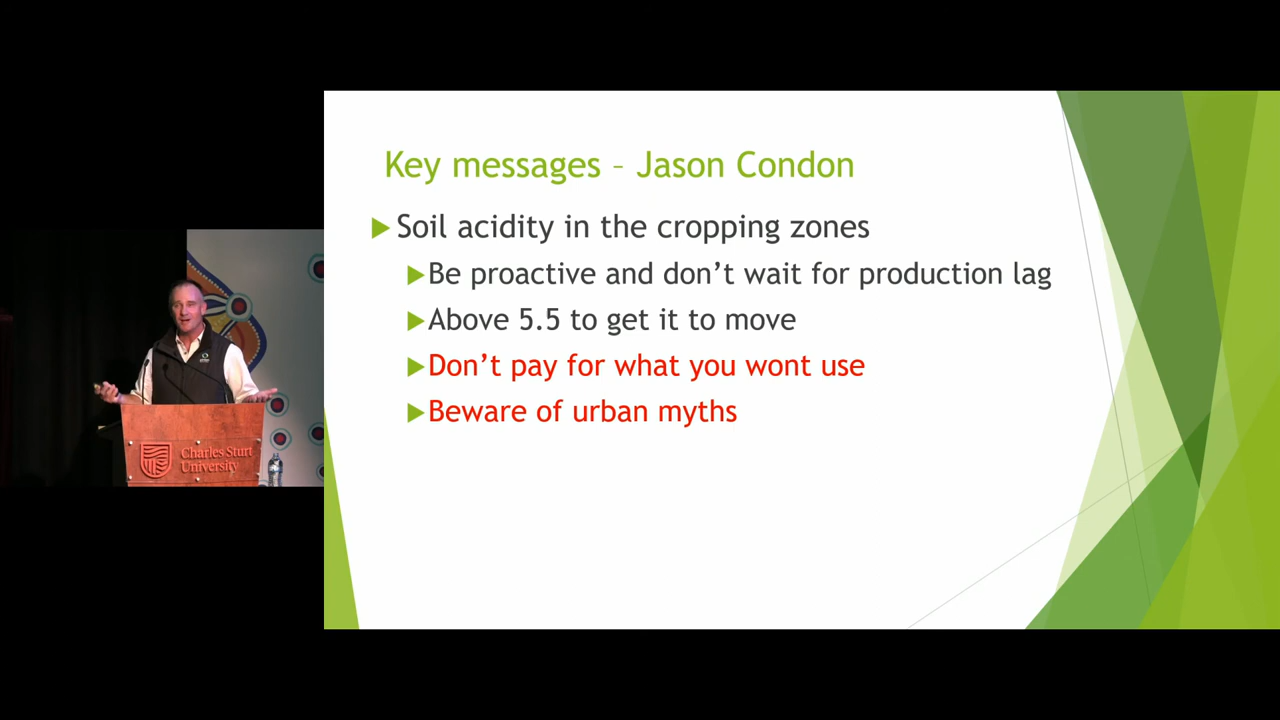 Key messages – Jason Condon
Soil acidity in the cropping zones
Be proactive and don't wait for production lag
Above 5.5 to get it to move
Don't pay for what you wont use
Beware of urban myths
Charles Sturt
University